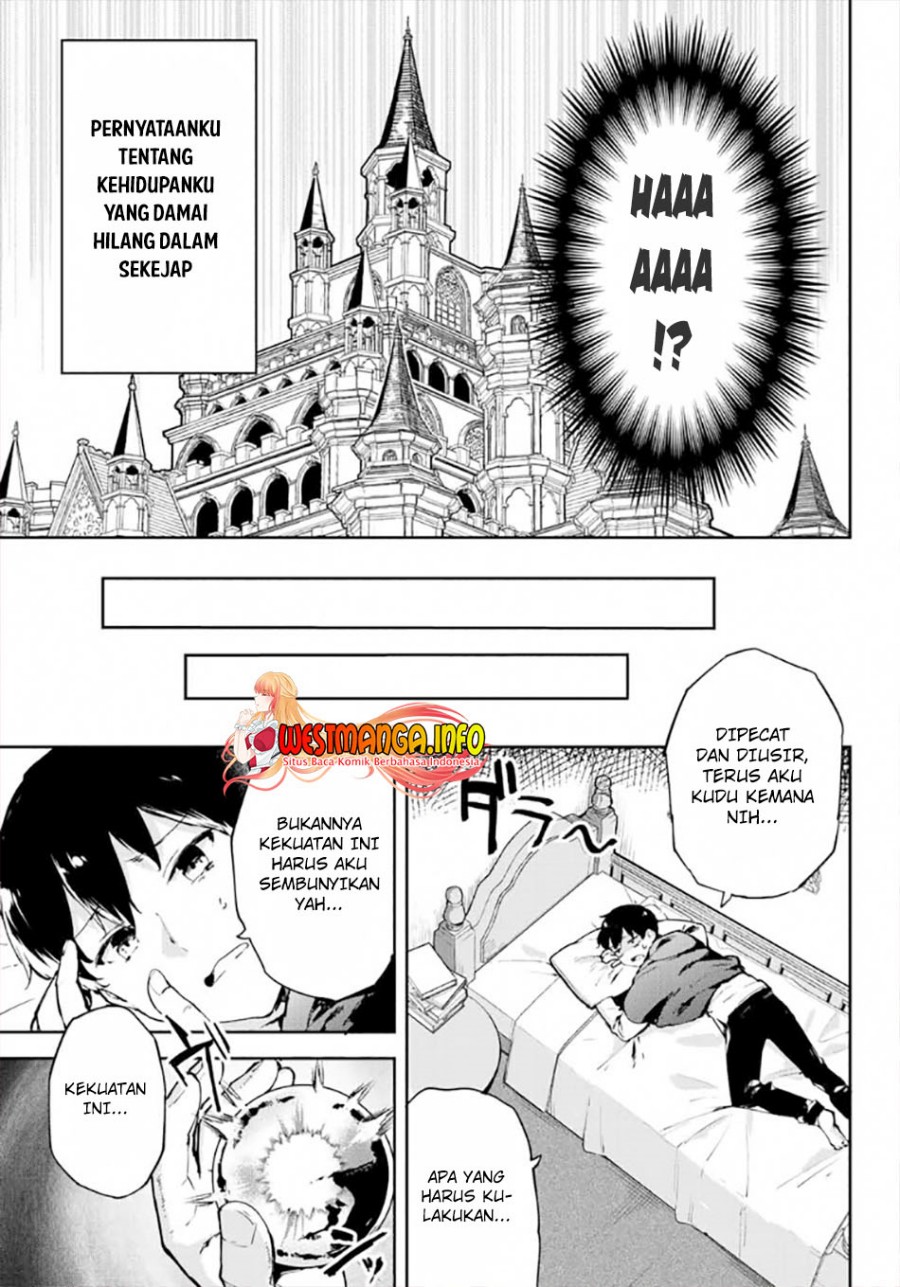 HAAA
AAAA
!?
PERNYATAANKU
TENTANG
KEHIDUPANKU
YANG DAMAI
HILANG DALAM
SEKEJAP
WESTMANGA.INFO
Situs Baca Komik Berbahasa Indonesia
DIPECAT
DAN DIUSIR,
TERUS AKU
KUDU KEMANA
NIH...
ダラ～
APA YANG
HARUS KU-
LAKUKAN...
BUKANNYA
KEKUATAN INI
HARUS AKU
SEMBUNYIKAN
YAH...
KEKUATAN
INI...